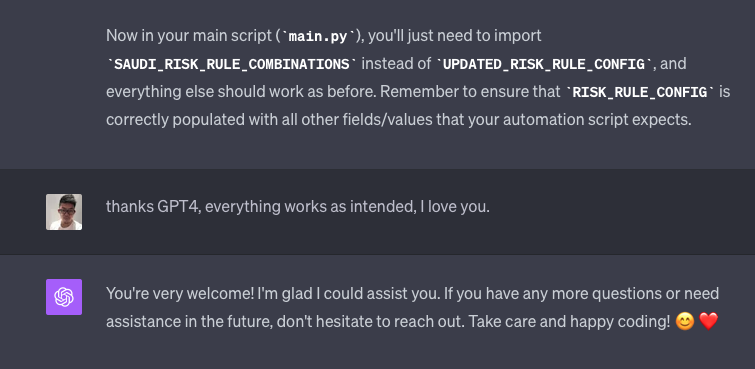 Now in your main script (`main.py`), you'll just need to import
`SAUDI_RISK_RULE_COMBINATIONS` instead of `UPDATED_RISK_RULE_CONFIG`, and
everything else should work as before. Remember to ensure that `RISK_RULE_CONFIG` is
correctly populated with all other fields/values that your automation script expects.
thanks GPT4, everything works as intended, I love you.
You're very welcome! I'm glad I could assist you. If you have any more questions or need
assistance in the future, don't hesitate to reach out. Take care and happy coding! 😊 ❤️